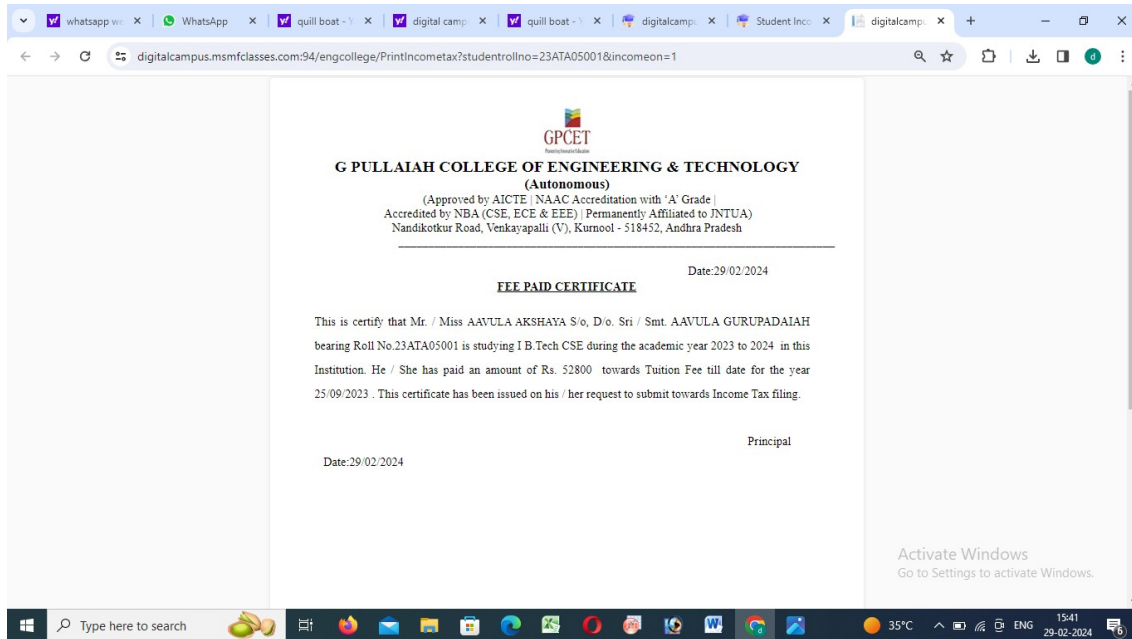 whatsapp we
WhatsApp
quill boat - Y
digital camp
quill boat - Y
digitalcampu
Student Inco
digitalcampu
digitalcampus.msmfclasses.com:94/engcollege/PrintIncometax?studentrollno=23ATA05001&incomeon=1
d
GPCET
G PULLAIAH COLLEGE OF ENGINEERING & TECHNOLOGY
(Autonomous)
(Approved by AICTE | NAAC Accreditation with ‘A’ Grade |
Accredited by NBA (CSE, ECE & EEE) | Permanently Affiliated to JNTUA)
Nandikotkur Road, Venkayapalli (V), Kurnool - 518452, Andhra Pradesh
Date:29/02/2024
FEE PAID CERTIFICATE
This is certify that Mr. / Miss AAVULA AKSHAYA S/o, D/o. Sri / Smt. AAVULA GURUPADAIAH
bearing Roll No.23ATA05001 is studying I B.Tech CSE during the academic year 2023 to 2024 in this
Institution. He / She has paid an amount of Rs. 52800 towards Tuition Fee till date for the year
25/09/2023 . This certificate has been issued on his / her request to submit towards Income Tax filing.
Principal
Date:29/02/2024
Activate Windows
Go to Settings to activate Windows.
Type here to search
35°C
ENG
15:41
29-02-2024
6